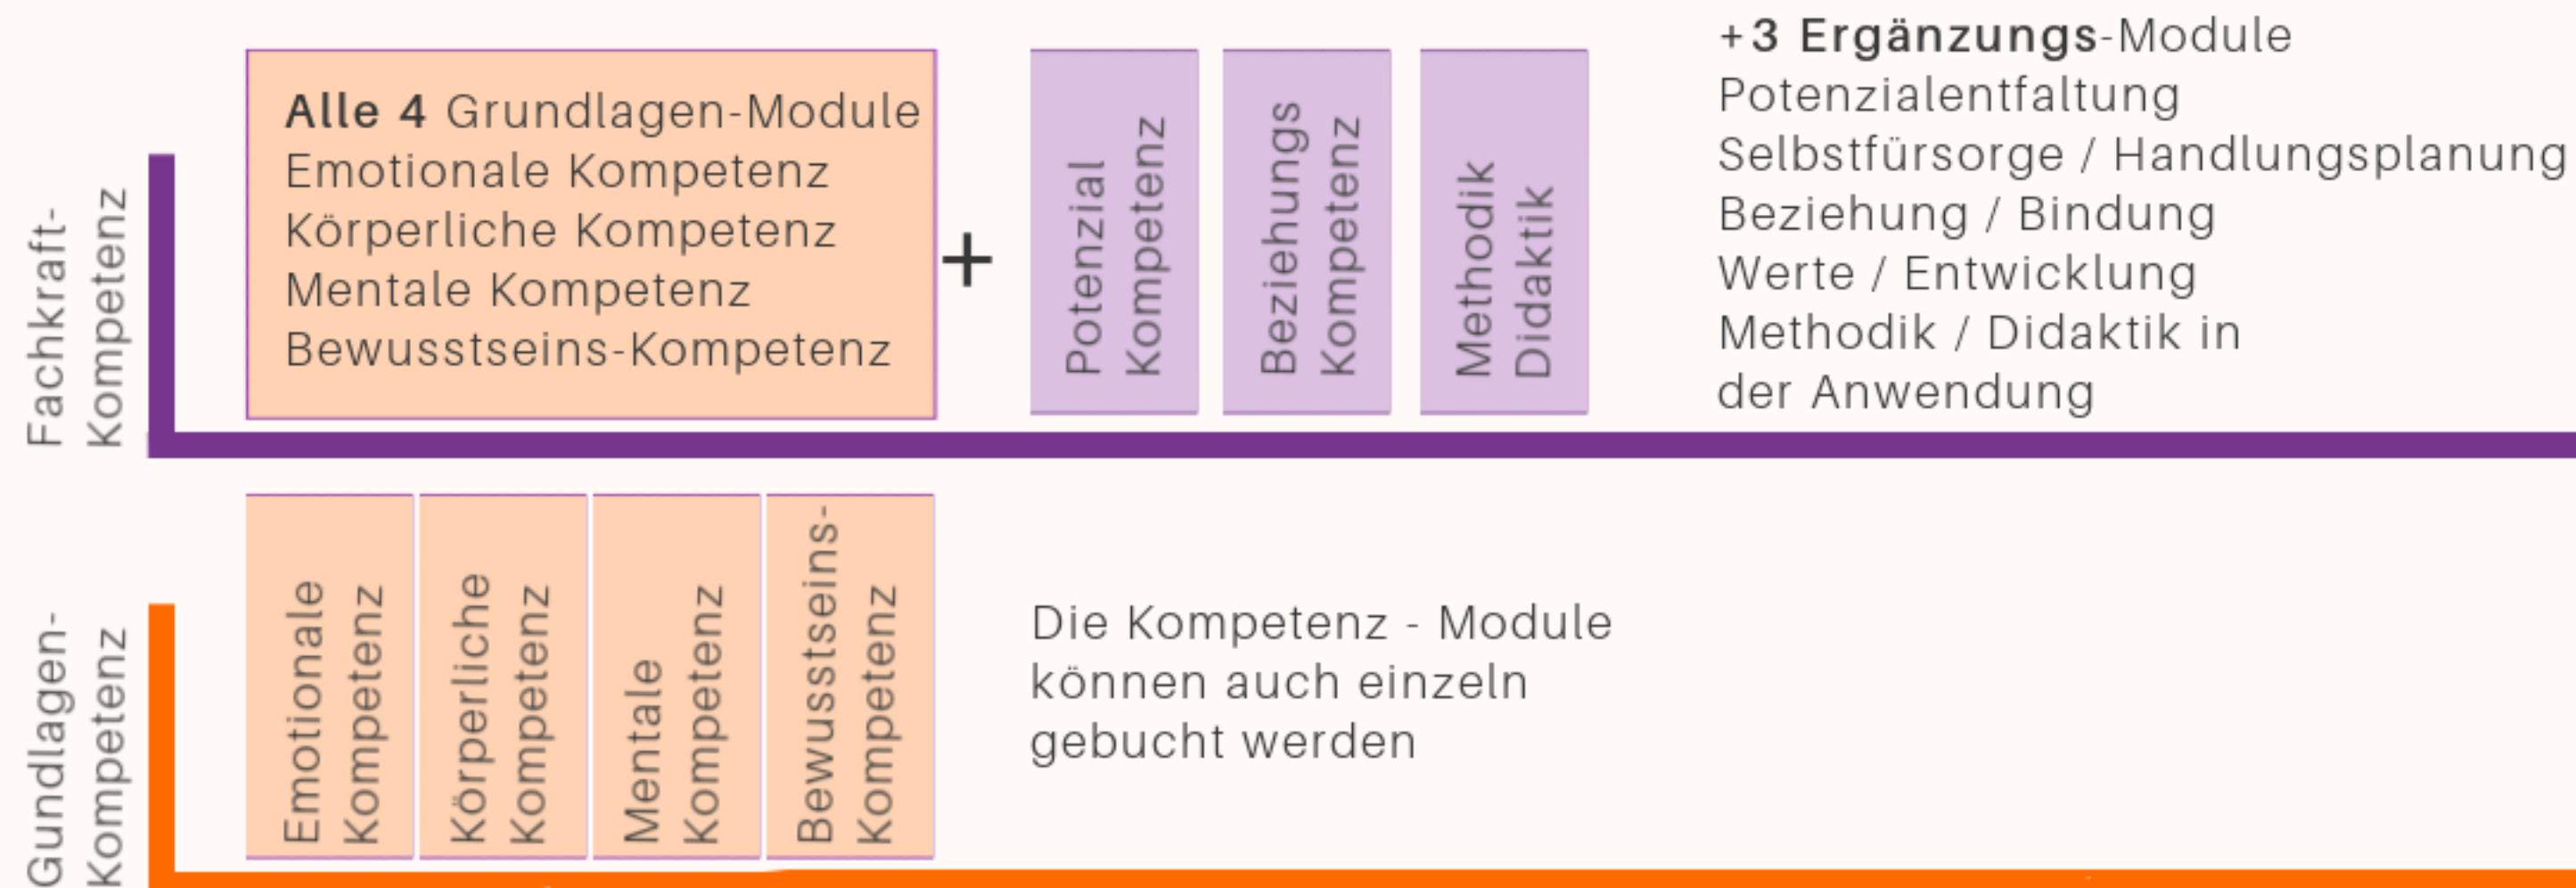 Fachkraft-
Kompetenz
Alle 4 Grundlagen-Module
Emotionale Kompetenz
Körperliche Kompetenz
Mentale Kompetenz
Bewusstseins-Kompetenz
+
Potenzial
Kompetenz
Beziehungs
Kompetenz
Methodik
Didaktik
+3 Ergänzungs-Module
Potenzialentfaltung
Selbstfürsorge / Handlungsplanung
Beziehung / Bindung
Werte / Entwicklung
Methodik / Didaktik in
der Anwendung
Gundlagen-
Kompetenz
Emotionale
Kompetenz
Körperliche
Kompetenz
Mentale
Kompetenz
Bewusstseins-
Kompetenz
Die Kompetenz - Module
können auch einzeln
gebucht werden